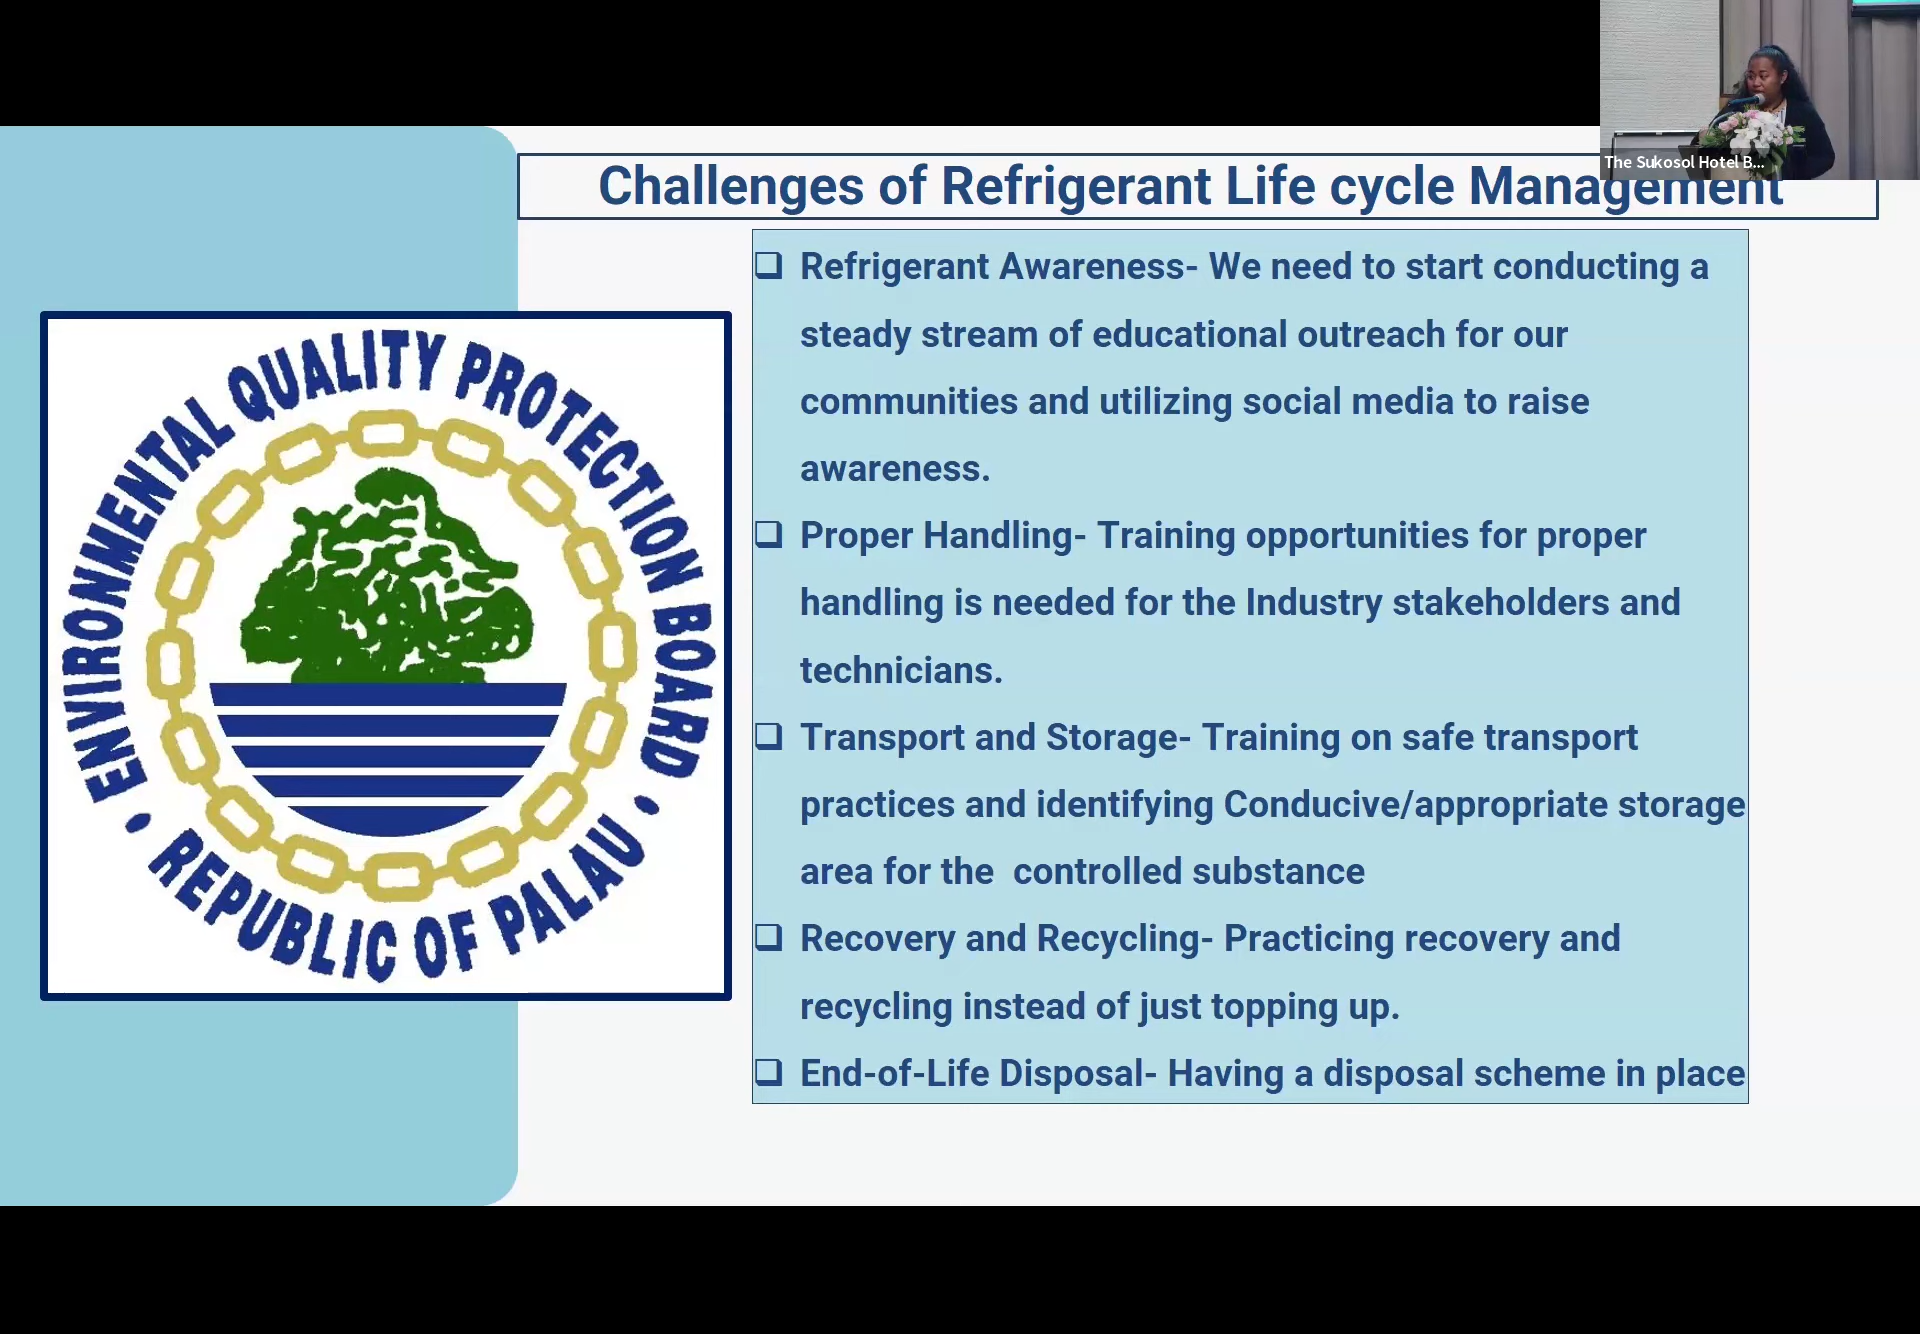 The Sukosol Hotel B...
Challenges of Refrigerant Life cycle Management
❑ Refrigerant Awareness- We need to start conducting a
steady stream of educational outreach for our
communities and utilizing social media to raise
awareness.
❑ Proper Handling- Training opportunities for proper
handling is needed for the Industry stakeholders and
technicians.
❑ Transport and Storage- Training on safe transport
practices and identifying Conducive/appropriate storage
area for the  controlled substance
❑ Recovery and Recycling- Practicing recovery and
recycling instead of just topping up.
❑ End-of-Life Disposal- Having a disposal scheme in place
ENVIRONMENTAL QUALITY PROTECTION BOARD
• REPUBLIC OF PALAU •